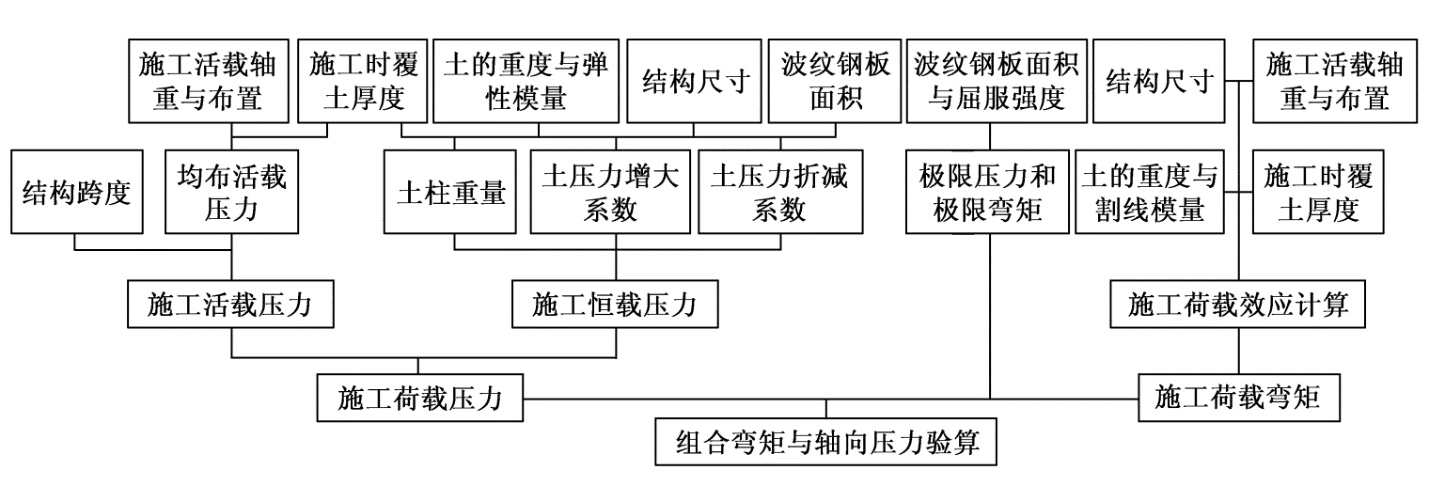 施工活载轴
重与布置
施工时覆
土厚度
土的重度与弹
性模量
结构尺寸
波纹钢板
面积
波纹钢板面积
与屈服强度
结构尺寸
施工活载轴
重与布置
结构跨度
均布活载
压力
土柱重量
土压力增大
系数
土压力折减
系数
极限压力和
极限弯矩
土的重度与
割线模量
施工时覆
土厚度
施工活载压力
施工恒载压力
施工荷载效应计算
施工荷载压力
施工荷载弯矩
组合弯矩与轴向压力验算